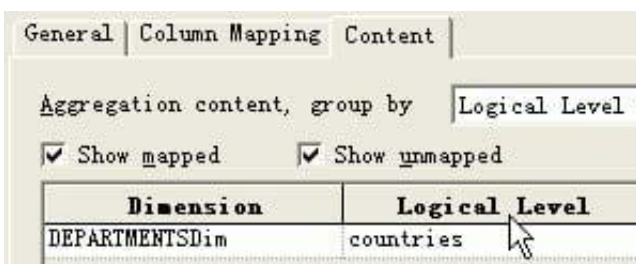 General Column Mapping Content
Aggregation content, group by Logical Level
Show mapped Show unmapped
Dimension Logical Level
DEPARTMENTSDim countries